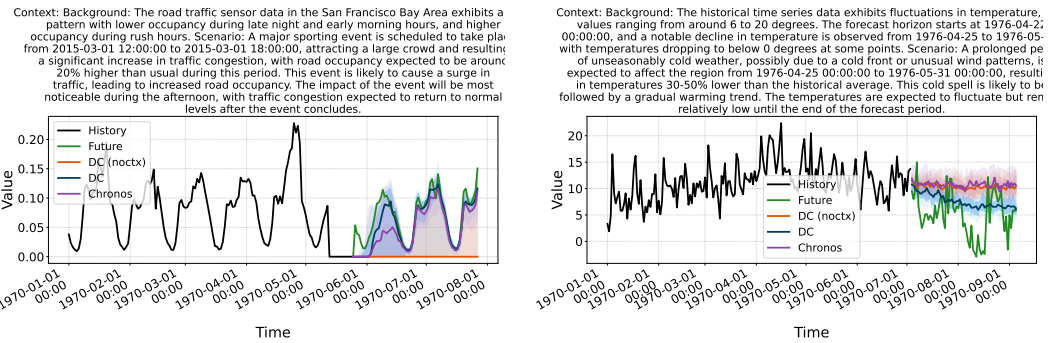 Context: Background: The road traffic sensor data in the San Francisco Bay Area exhibits a
pattern with lower occupancy during late night and early morning hours, and higher
occupancy during rush hours. Scenario: A major sporting event is scheduled to take
from 2015-03-01 12:00:00 to 2015-03-01 18:00:00, attracting a large crowd and resulting
a significant increase in traffic congestion, with road occupancy expected to be
20% higher than usual during this period. This event is likely to cause a surge in
traffic, leading to increased road occupancy. The impact of the event will be most
noticeable during the afternoon, with traffic congestion expected to return to normal
levels after the event concludes.
History
Future
DC (noctx)
DC
Chronos
Value
0.20
0.15
0.10
0.05
0.00
1970-01-01 00:00
1970-02-01 00:00
1970-03-01 00:00
1970-04-01 00:00
1970-05-01 00:00
1970-06-01 00:00
1970-07-01 00:00
1970-08-01 00:00
Time
Context: Background: The historical time series data exhibits fluctuations in temperature,
values ranging from around 6 to 20 degrees. The forecast horizon starts at 1976-04-22
00:00:00, and a notable decline in temperature is observed from 1976-04-25 to 1976-05-
with temperatures dropping to below 0 degrees at some points. Scenario: A prolonged
of unseasonably cold weather, possibly due to a cold front or unusual wind patterns, is
expected to affect the region from 1976-04-25 00:00:00 to 1976-05-31 00:00:00,
in temperatures 30-50% lower than the historical average. This cold spell is likely to be
followed by a gradual warming trend. The temperatures are expected to fluctuate but
relatively low until the end of the forecast period.
History
Future
DC (noctx)
DC
Chronos
Value
20
15
10
5
0
1970-01-01 00:00
1970-02-01 00:00
1970-03-01 00:00
1970-04-01 00:00
1970-05-01 00:00
1970-06-01 00:00
1970-07-01 00:00
1970-08-01 00:00
1970-09-01 00:00
Time